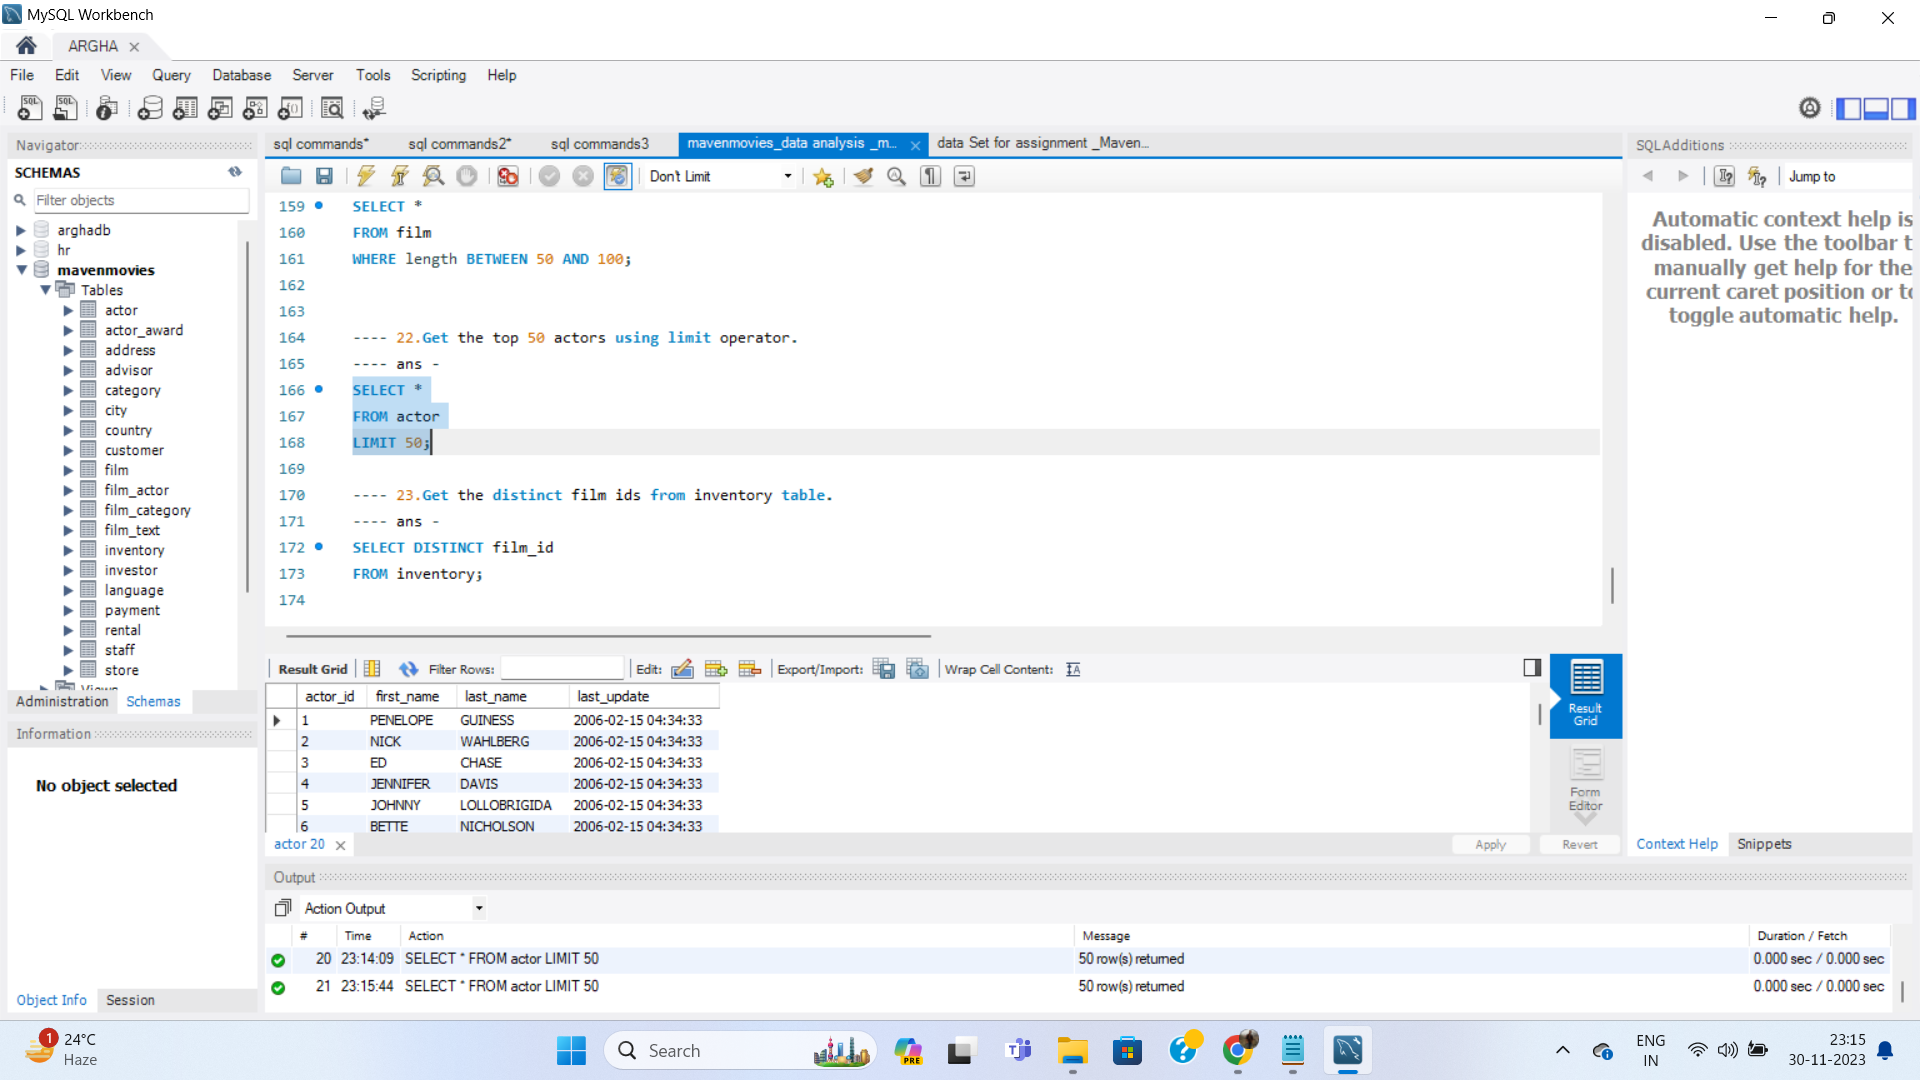 MySQL Workbench
ARGHA
File Edit View Query Database Server Tools Scripting Help
Navigator
SCHEMAS
Filter objects
arghadb
hr
mavenmovies
Tables
actor
actor_award
address
advisor
category
city
country
customer
film
film_actor
film_category
film_text
inventory
investor
language
payment
rental
staff
store
Views
Administration Schemas
Information
No object selected
Object Info Session
sql commands* sql commands2* sql commands3 mavenmovies_data analysis _m... data Set for assignment _Maven...
Don't Limit
159 SELECT *
160 FROM film
161 WHERE length BETWEEN 50 AND 100;
162
163
164 ---- 22.Get the top 50 actors using limit operator.
165 ---- ans -
166 SELECT *
167 FROM actor
168 LIMIT 50;
169
170 ---- 23.Get the distinct film ids from inventory table.
171 ---- ans -
172 SELECT DISTINCT film_id
173 FROM inventory;
174
Result Grid Filter Rows: Edit: Export/Import: Wrap Cell Content:
actor_id first_name last_name last_update
1 PENELOPE GUINESS 2006-02-15 04:34:33
2 NICK WAHLBERG 2006-02-15 04:34:33
3 ED CHASE 2006-02-15 04:34:33
4 JENNIFER DAVIS 2006-02-15 04:34:33
5 JOHNNY LOLLOBRIGIDA 2006-02-15 04:34:33
6 BETTE NICHOLSON 2006-02-15 04:34:33
Result
Grid
Form
Editor
actor 20 Apply Revert
Output
Action Output
# Time Action Message Duration / Fetch
20 23:14:09 SELECT * FROM actor LIMIT 50 50 row(s) returned 0.000 sec / 0.000 sec
21 23:15:44 SELECT * FROM actor LIMIT 50 50 row(s) returned 0.000 sec / 0.000 sec
SQLAdditions
Jump to
Automatic context help is
disabled. Use the toolbar t
manually get help for the
current caret position or to
toggle automatic help.
Context Help Snippets
1
24°C
Haze
Search
PRE
ENG
IN
23:15
30-11-2023